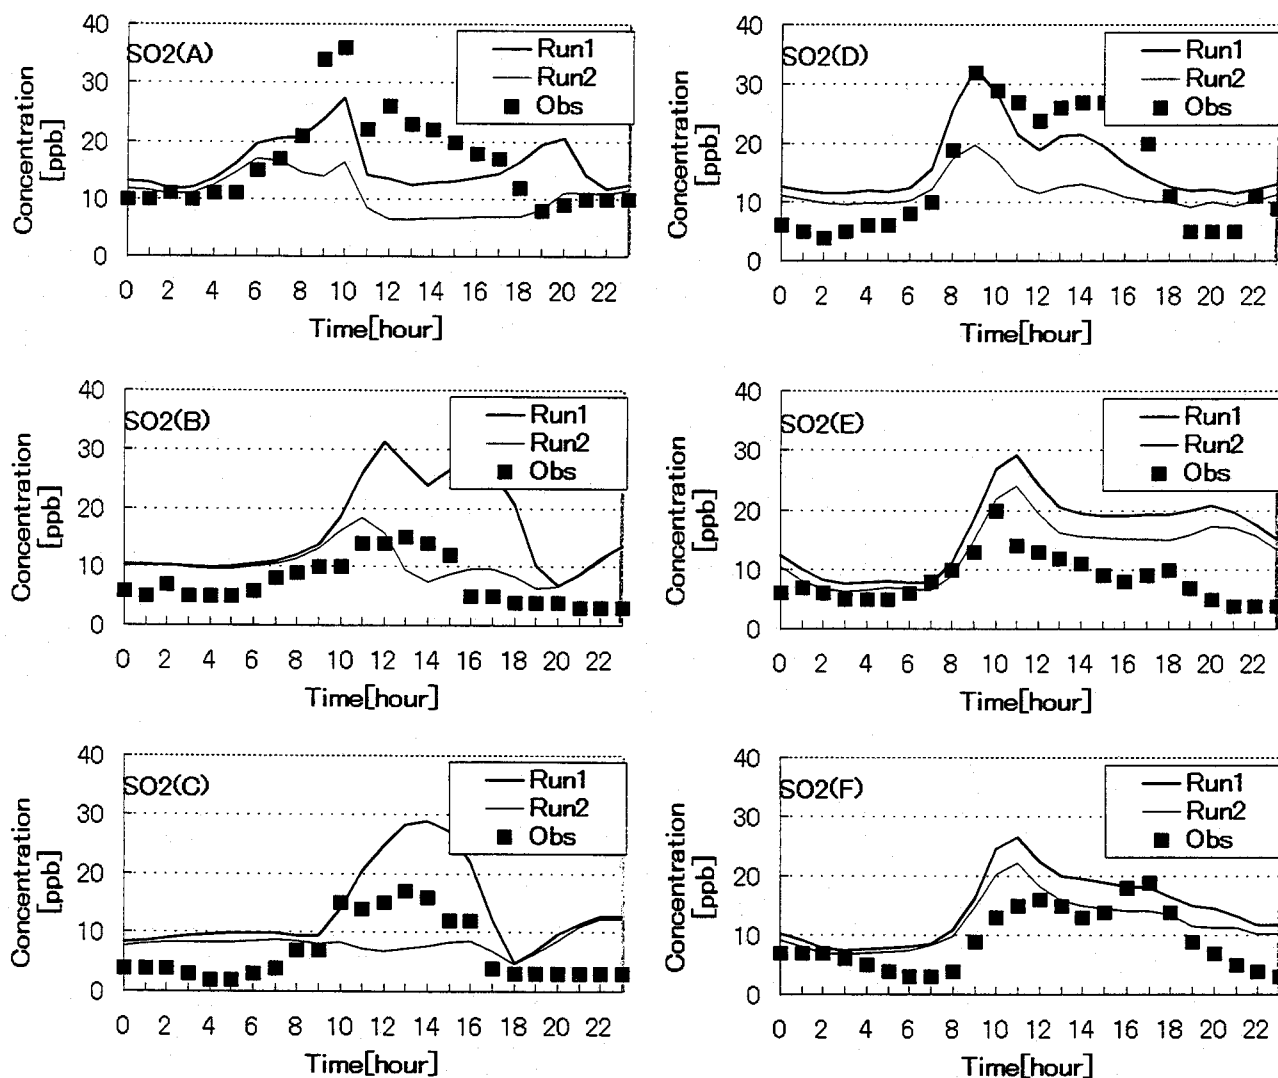 40
30
20
10
0
Concentration
[ppb]
SO2(A)
Run1
Run2
Obs
0 2 4 6 8 10 12 14 16 18 20 22
Time[hour]
40
30
20
10
0
Concentration
[ppb]
SO2(D)
Run1
Run2
Obs
0 2 4 6 8 10 12 14 16 18 20 22
Time[hour]
40
30
20
10
0
Concentration
[ppb]
SO2(B)
Run1
Run2
Obs
0 2 4 6 8 10 12 14 16 18 20 22
Time[hour]
40
30
20
10
0
Concentration
[ppb]
SO2(E)
Run1
Run2
Obs
0 2 4 6 8 10 12 14 16 18 20 22
Time[hour]
40
30
20
10
0
Concentration
[ppb]
SO2(C)
Run1
Run2
Obs
0 2 4 6 8 10 12 14 16 18 20 22
Time[hour]
40
30
20
10
0
Concentration
[ppb]
SO2(F)
Run1
Run2
Obs
0 2 4 6 8 10 12 14 16 18 20 22
Time[hour]